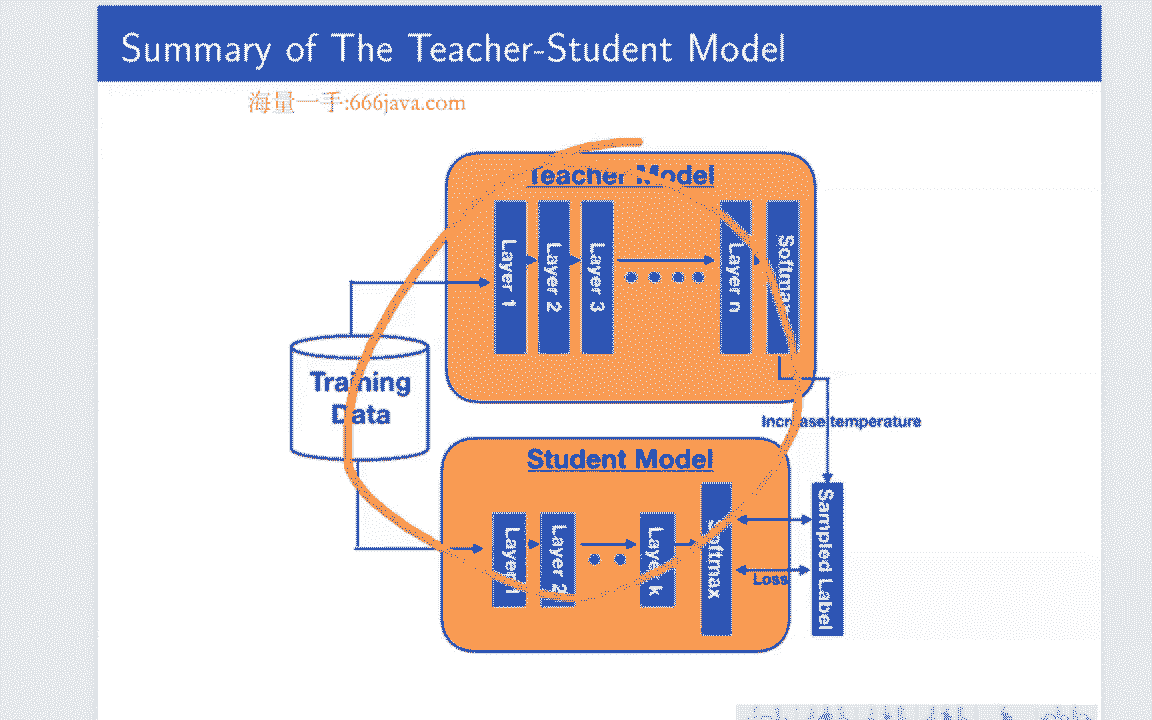 Summary of The Teacher-Student Model
海量一手:666java.com
Teacher Model
Layer 1
Layer 2
Layer 3
Layer n
Softmax
Training
Data
Increase temperature
Student Model
Layer 1
Layer 2
Layer k
Softmax
Loss
Sampled Label